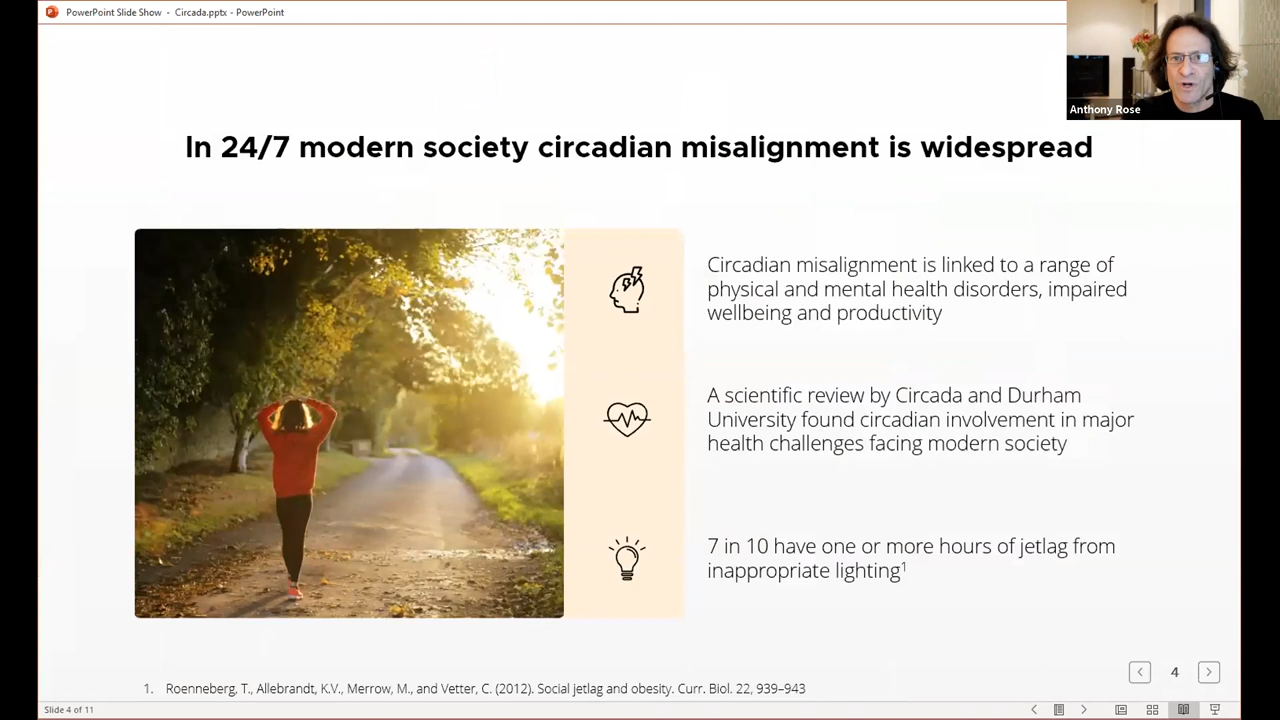 PowerPoint Slide Show - Circada.pptx - PowerPoint
Anthony Rose
In 24/7 modern society circadian misalignment is widespread
Circadian misalignment is linked to a range of
physical and mental health disorders, impaired
wellbeing and productivity
A scientific review by Circada and Durham
University found circadian involvement in major
health challenges facing modern society
7 in 10 have one or more hours of jetlag from
inappropriate lighting¹
4
1. Roenneberg, T., Allebrandt, K.V., Merrow, M., and Vetter, C. (2012). Social jetlag and obesity. Curr. Biol. 22, 939–943
Slide 4 of 11